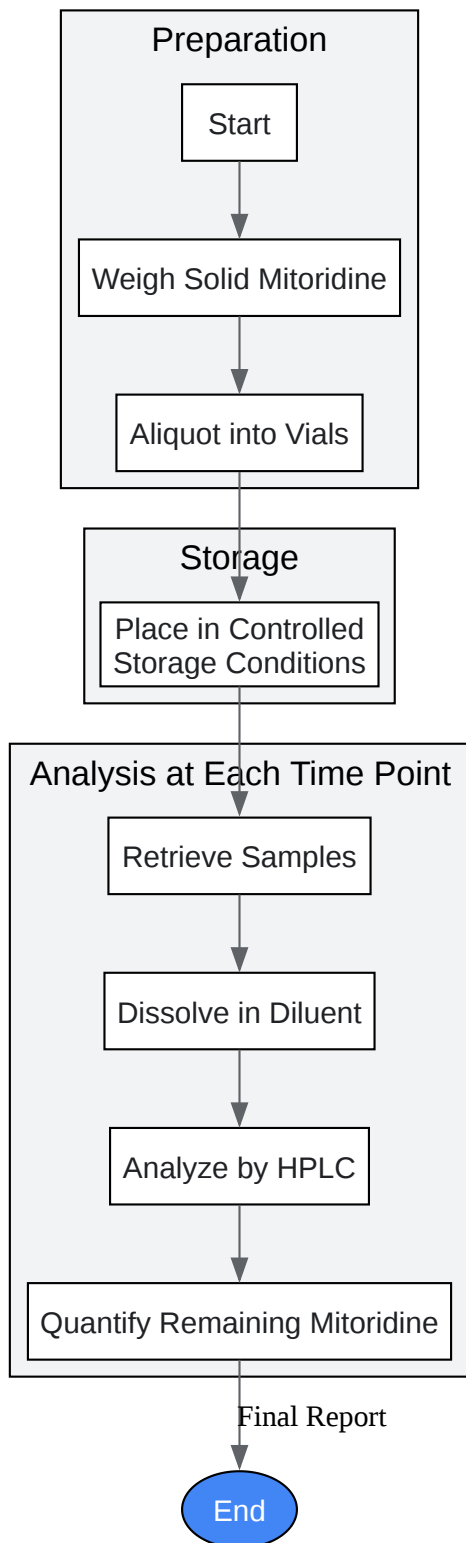 Preparation
Start
Weigh Solid Mitoridine
Aliquot into Vials
Storage
Place in Controlled
Storage Conditions
Analysis at Each Time Point
Retrieve Samples
Dissolve in Diluent
Analyze by HPLC
Quantify Remaining Mitoridine
Final Report
End